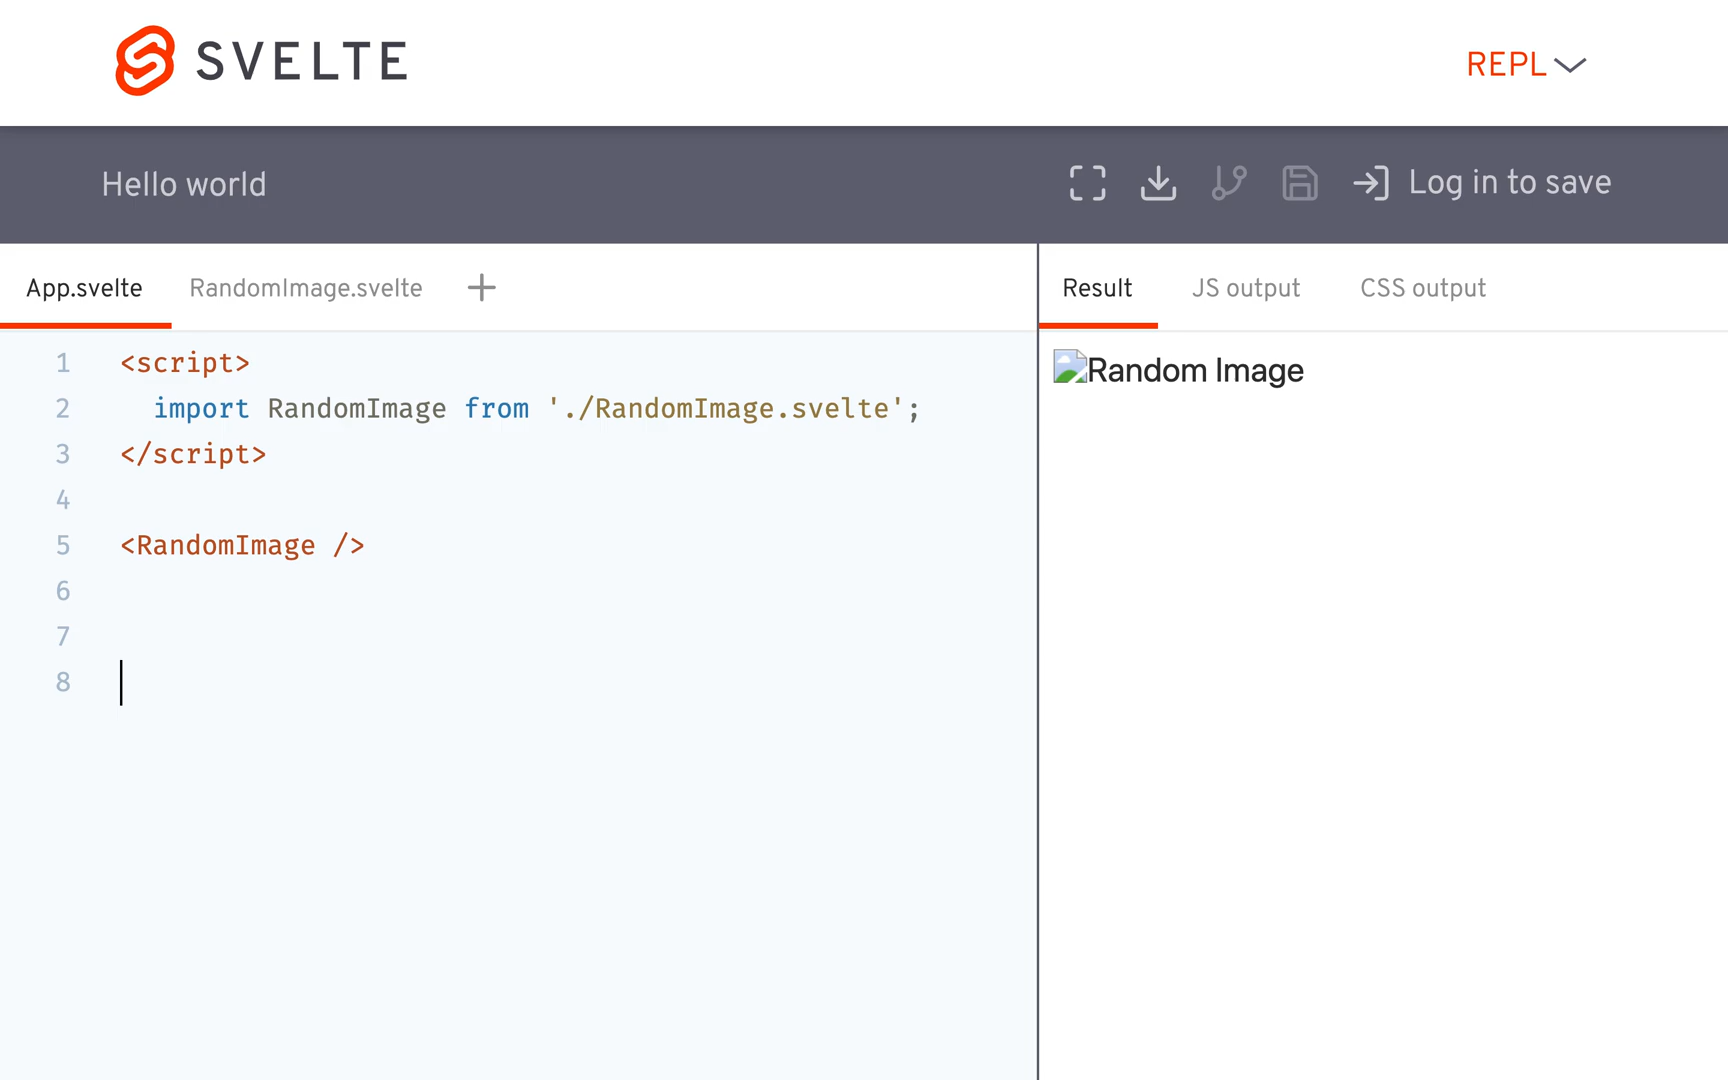 SVELTE
REPL
Hello world
Log in to save
App.svelte RandomImage.svelte +
Result JS output CSS output
1 <script>
2 import RandomImage from './RandomImage.svelte';
3 </script>
4
5 <RandomImage />
6
7
8
Random Image